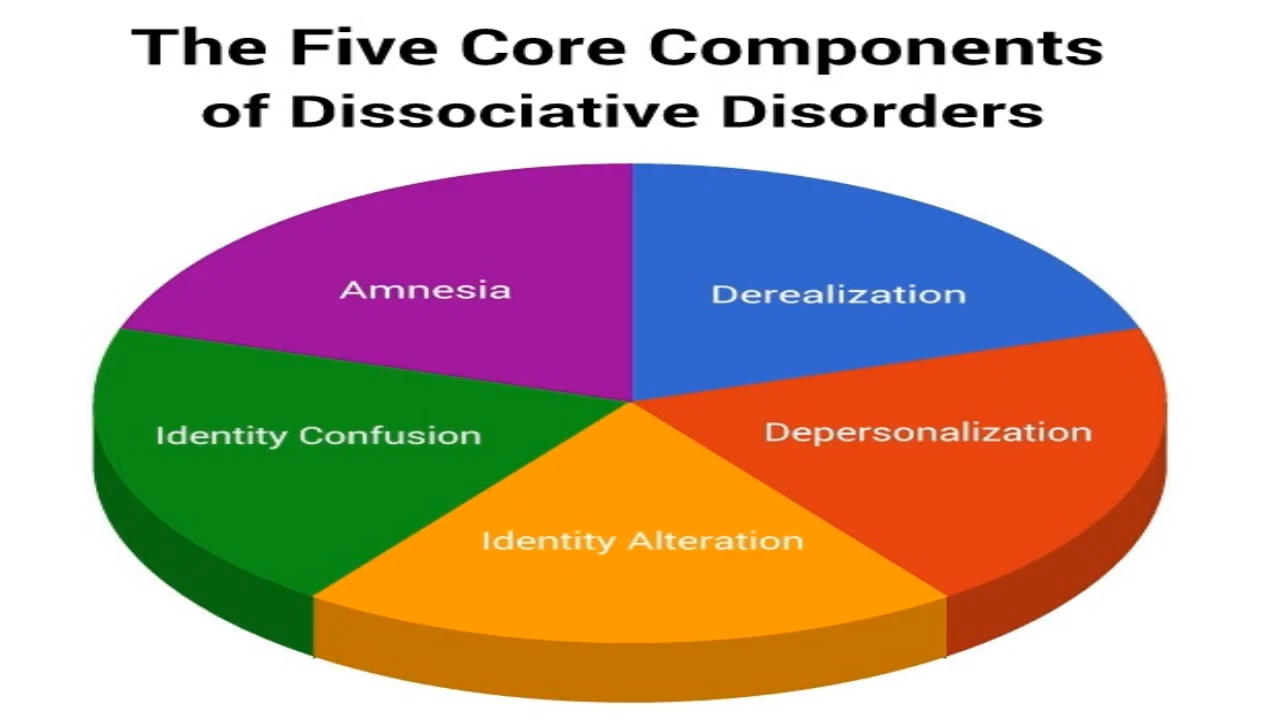 The Five Core Components
of Dissociative Disorders
Amnesia
Derealization
Identity Confusion
Depersonalization
Identity Alteration